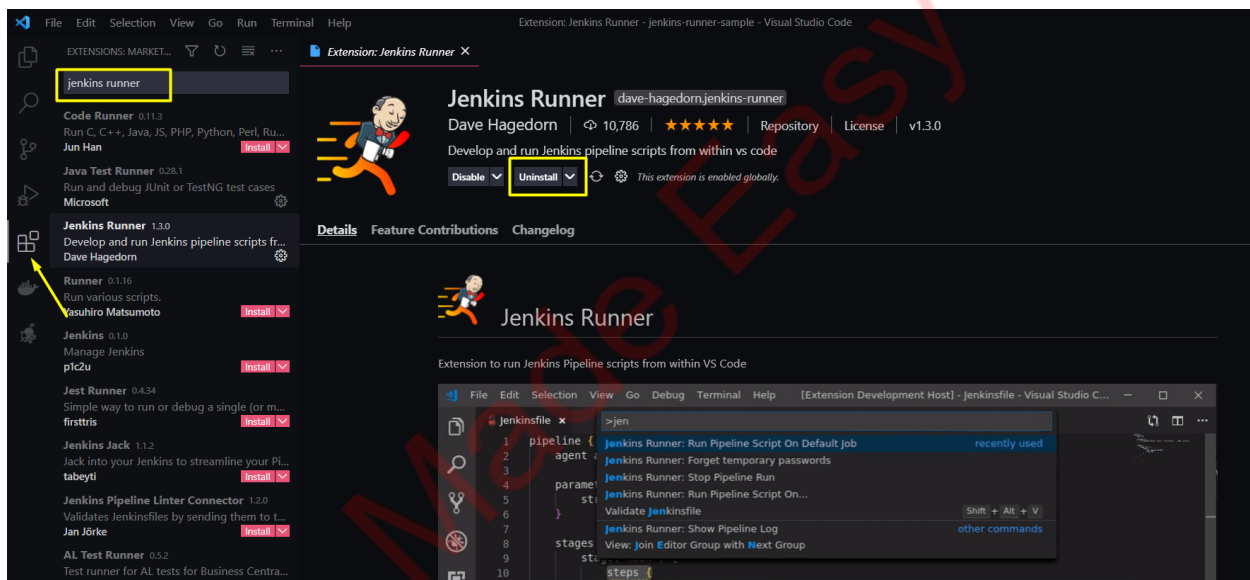 File Edit Selection View Go Run Terminal Help
Extension: Jenkins Runner - jenkins-runner-sample - Visual Studio Code
EXTENSIONS: MARKET...
jenkins runner
Code Runner 0.11.3
Run C, C++, Java, JS, PHP, Python, Perl, Ru...
Jun Han Install
Java Test Runner 0.28.1
Run and debug JUnit or TestNG test cases
Microsoft
Jenkins Runner 1.3.0
Develop and run Jenkins pipeline scripts fr...
Dave Hagedorn
Runner 0.1.16
Run various scripts.
Yasuhiro Matsumoto Install
Jenkins 0.1.0
Manage Jenkins
p1c2u Install
Jest Runner 0.4.34
Simple way to run or debug a single (or m...
firsttris Install
Jenkins Jack 1.1.2
Jack into your Jenkins to streamline your Pi...
tabeyti Install
Jenkins Pipeline Linter Connector 1.2.0
Validates Jenkinsfiles by sending them to t...
Jan Jörke Install
AL Test Runner 0.5.2
Test runner for AL tests for Business Centra...
Extension: Jenkins Runner
Jenkins Runner dave-hagedorn.jenkins-runner
Dave Hagedorn 10,786 Repository License v1.3.0
Develop and run Jenkins pipeline scripts from within vs code
Disable Uninstall This extension is enabled globally.
Details Feature Contributions Changelog
Jenkins Runner
Extension to run Jenkins Pipeline scripts from within VS Code
File Edit Selection View Go Debug Terminal Help [Extension Development Host] - Jenkinsfile - Visual Studio C...
Jenkinsfile
>jen
Jenkins Runner: Run Pipeline Script On Default Job recently used
Jenkins Runner: Forget temporary passwords
Jenkins Runner: Stop Pipeline Run
Jenkins Runner: Run Pipeline Script On...
Validate Jenkinsfile Shift + Alt + V
Jenkins Runner: Show Pipeline Log other commands
View: Join Editor Group with Next Group
1 pipeline {
2 agent a
3
4 paramet
5 st
6 }
7
8 stages
9 sta
10 steps {
Made Easy